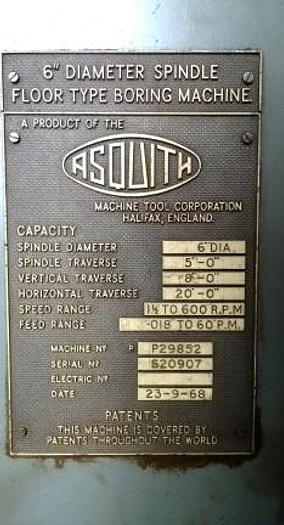 6" DIAMETER SPINDLE
FLOOR TYPE BORING MACHINE.
A PRODUCT OF THE
ASQUITH
MACHINE TOOL CORPORATION
HALIFAX, ENGLAND.
CAPACITY
SPINDLE DIAMETER 6" DIA.
SPINDLE TRAVERSE 5'-0"
VERTICAL TRAVERSE 8'-0"
HORIZONTAL TRAVERSE 20'-0"
SPEED RANGE TO 600 R.P.M
FEED RANGE ·018 TO 60 P.M.
MACHINE Nº P P29852
SERIAL Nº S20907
ELECTRIC Nº
DATE 23-9-68
PATENTS
THIS MACHINE IS COVERED BY
PATENTS THROUGHOUT THE WORLD